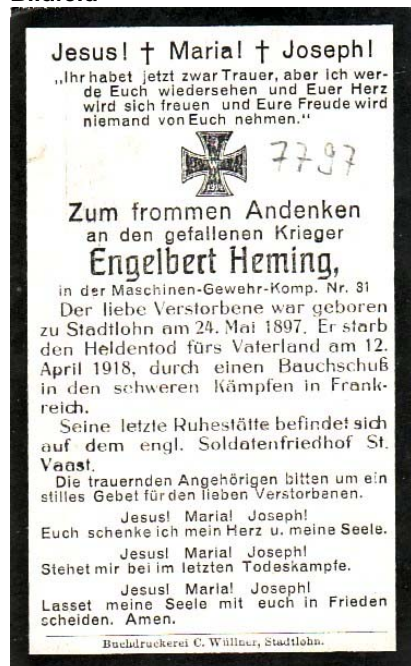 Jesus! † Maria! † Joseph!
„Ihr habet jetzt zwar Trauer, aber ich wer-
de Euch wiedersehen und Euer Herz
wird sich freuen und Eure Freude wird
niemand von Euch nehmen.“
7797
W
1914
Zum frommen Andenken
an den gefallenen Krieger
Engelbert Heming,
in der Maschinen-Gewehr-Komp. Nr. 31
Der liebe Verstorbene war geboren
zu Stadtlohn am 24. Mai 1897. Er starb
den Heldentod fürs Vaterland am 12.
April 1918, durch einen Bauchschuß
in den schweren Kämpfen in Frank-
reich.
Seine letzte Ruhestätte befindet sich
auf dem engl. Soldatenfriedhof St.
Vaast.
Die trauernden Angehörigen bitten um ein
stilles Gebet für den lieben Verstorbenen.
Jesus! Maria! Joseph!
Euch schenke ich mein Herz u. meine Seele.
Jesus! Maria! Joseph!
Stehet mir bei im letzten Todeskampfe.
Jesus! Maria! Joseph!
Lasset meine Seele mit euch in Frieden
scheiden. Amen.
Buchdruckerei C. Wüllner, Stadtlohn.